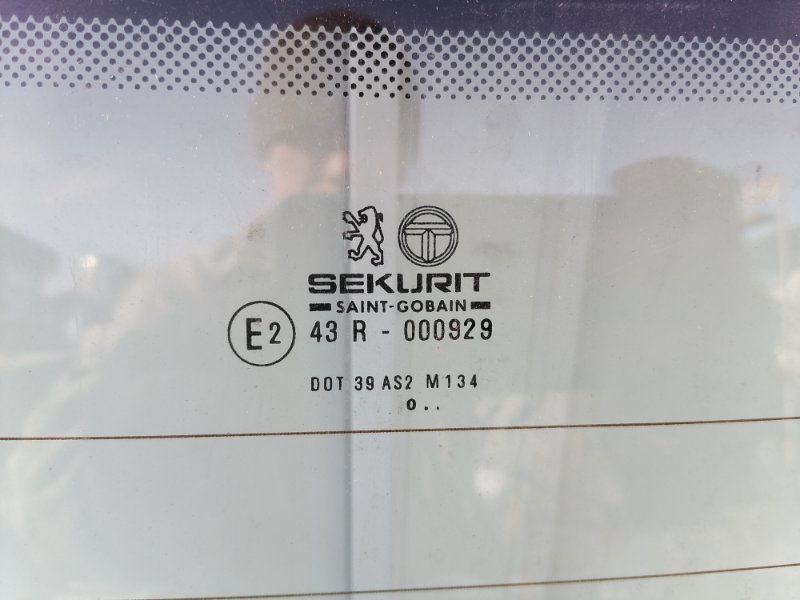 SEKURIT
SAINT-GOBAIN
E2 43 R - 000929
DOT 39 AS2 M134
o..